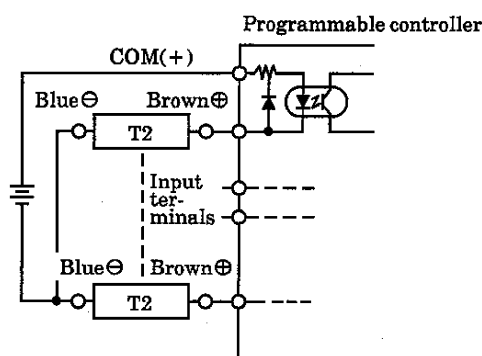 Programmable controller
COM(+)
Blue⊖ Brown⊕
T2
Input
ter-
minals
Blue⊖ Brown⊕
T2